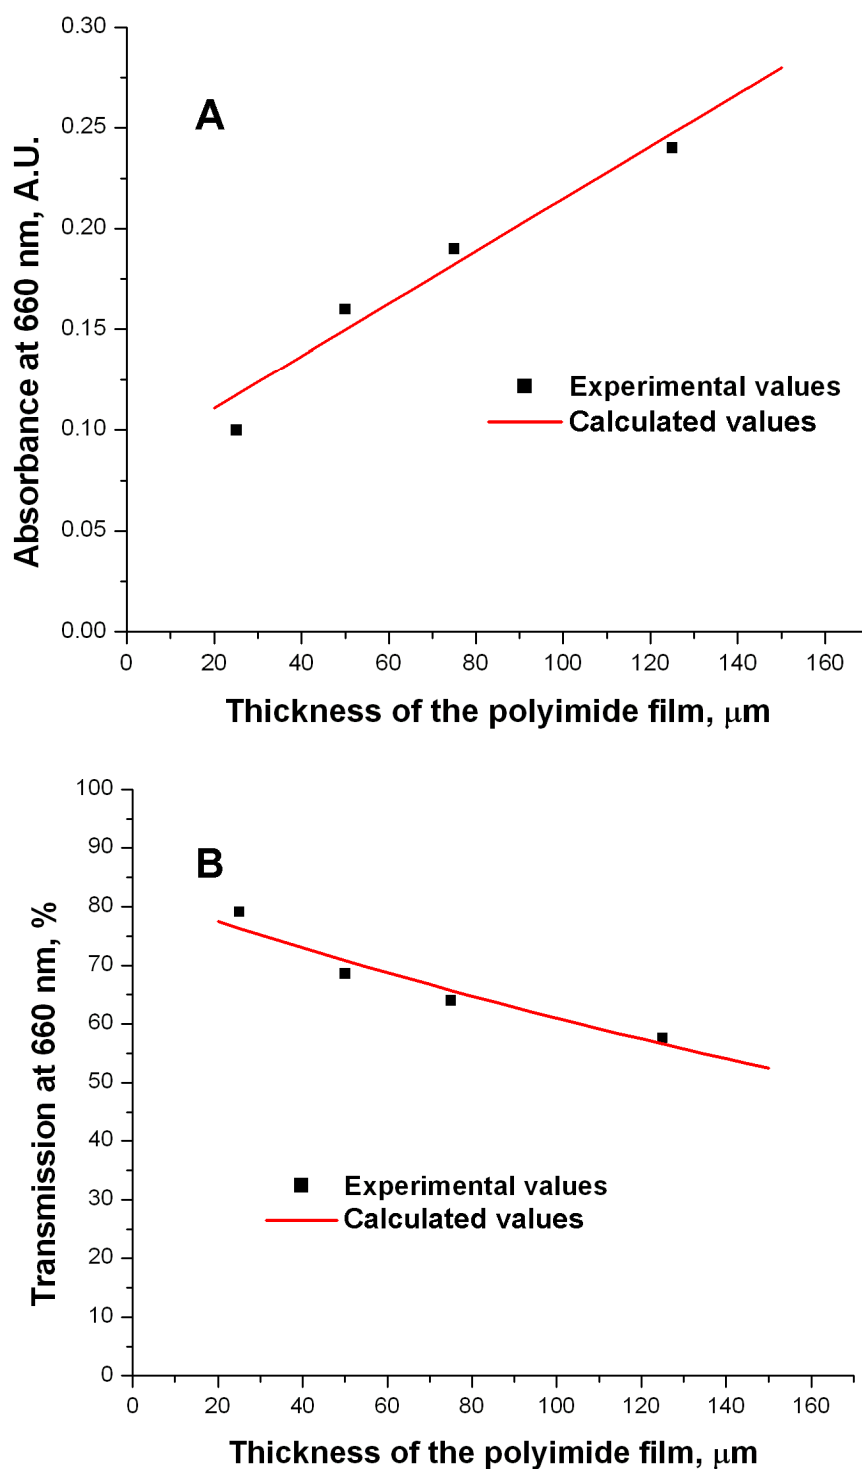 A
Absorbance at 660 nm, A.U.
0.30
0.25
0.20
0.15
0.10
0.05
0.00
Experimental values
Calculated values
0 20 40 60 80 100 120 140 160
Thickness of the polyimide film, μm
B
Transmission at 660 nm, %
100
90
80
70
60
50
40
30
20
10
0
Experimental values
Calculated values
0 20 40 60 80 100 120 140 160
Thickness of the polyimide film, μm